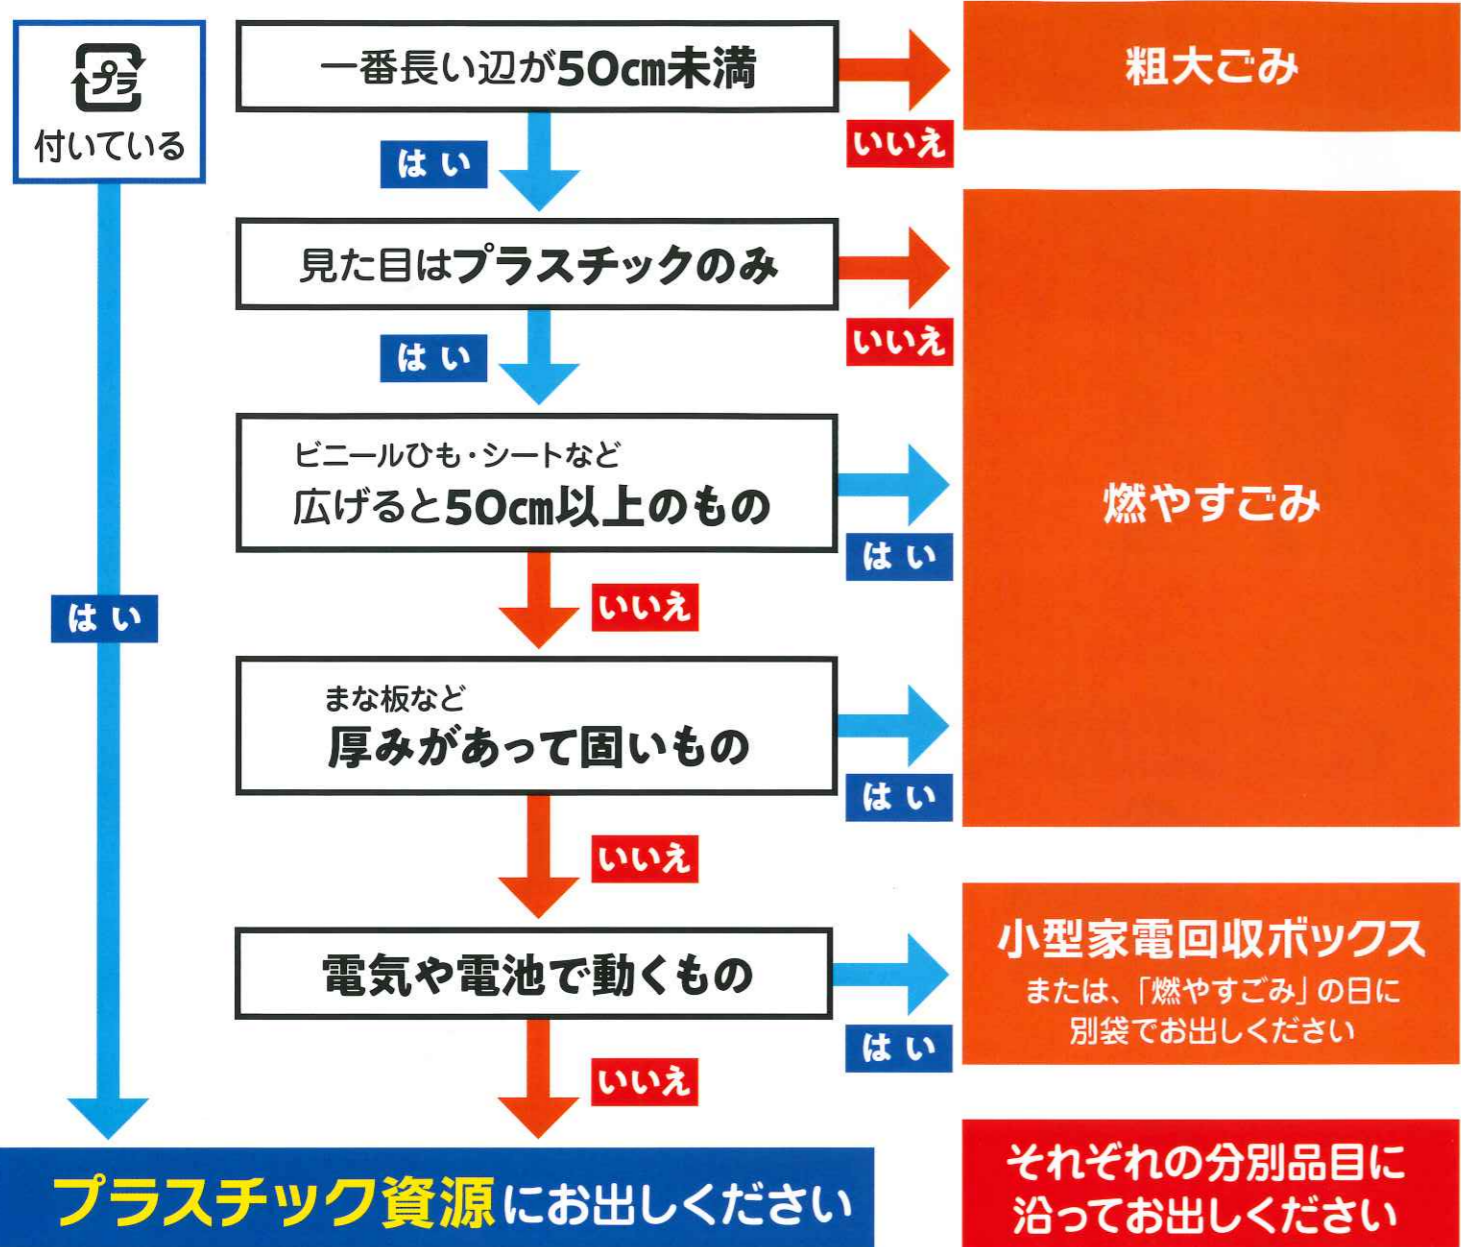 プラ
付いている
一番長い辺が50cm未満
いいえ
粗大ごみ
はい
見た目はプラスチックのみ
いいえ
はい
ビニールひも・シートなど
広げると50cm以上のもの
はい
燃やすごみ
いいえ
はい
まな板など
厚みがあって固いもの
はい
いいえ
電気や電池で動くもの
はい
小型家電回収ボックス
または、「燃やすごみ」の日に
別袋でお出しください
いいえ
プラスチック資源にお出しください
それぞれの分別品目に
沿ってお出しください